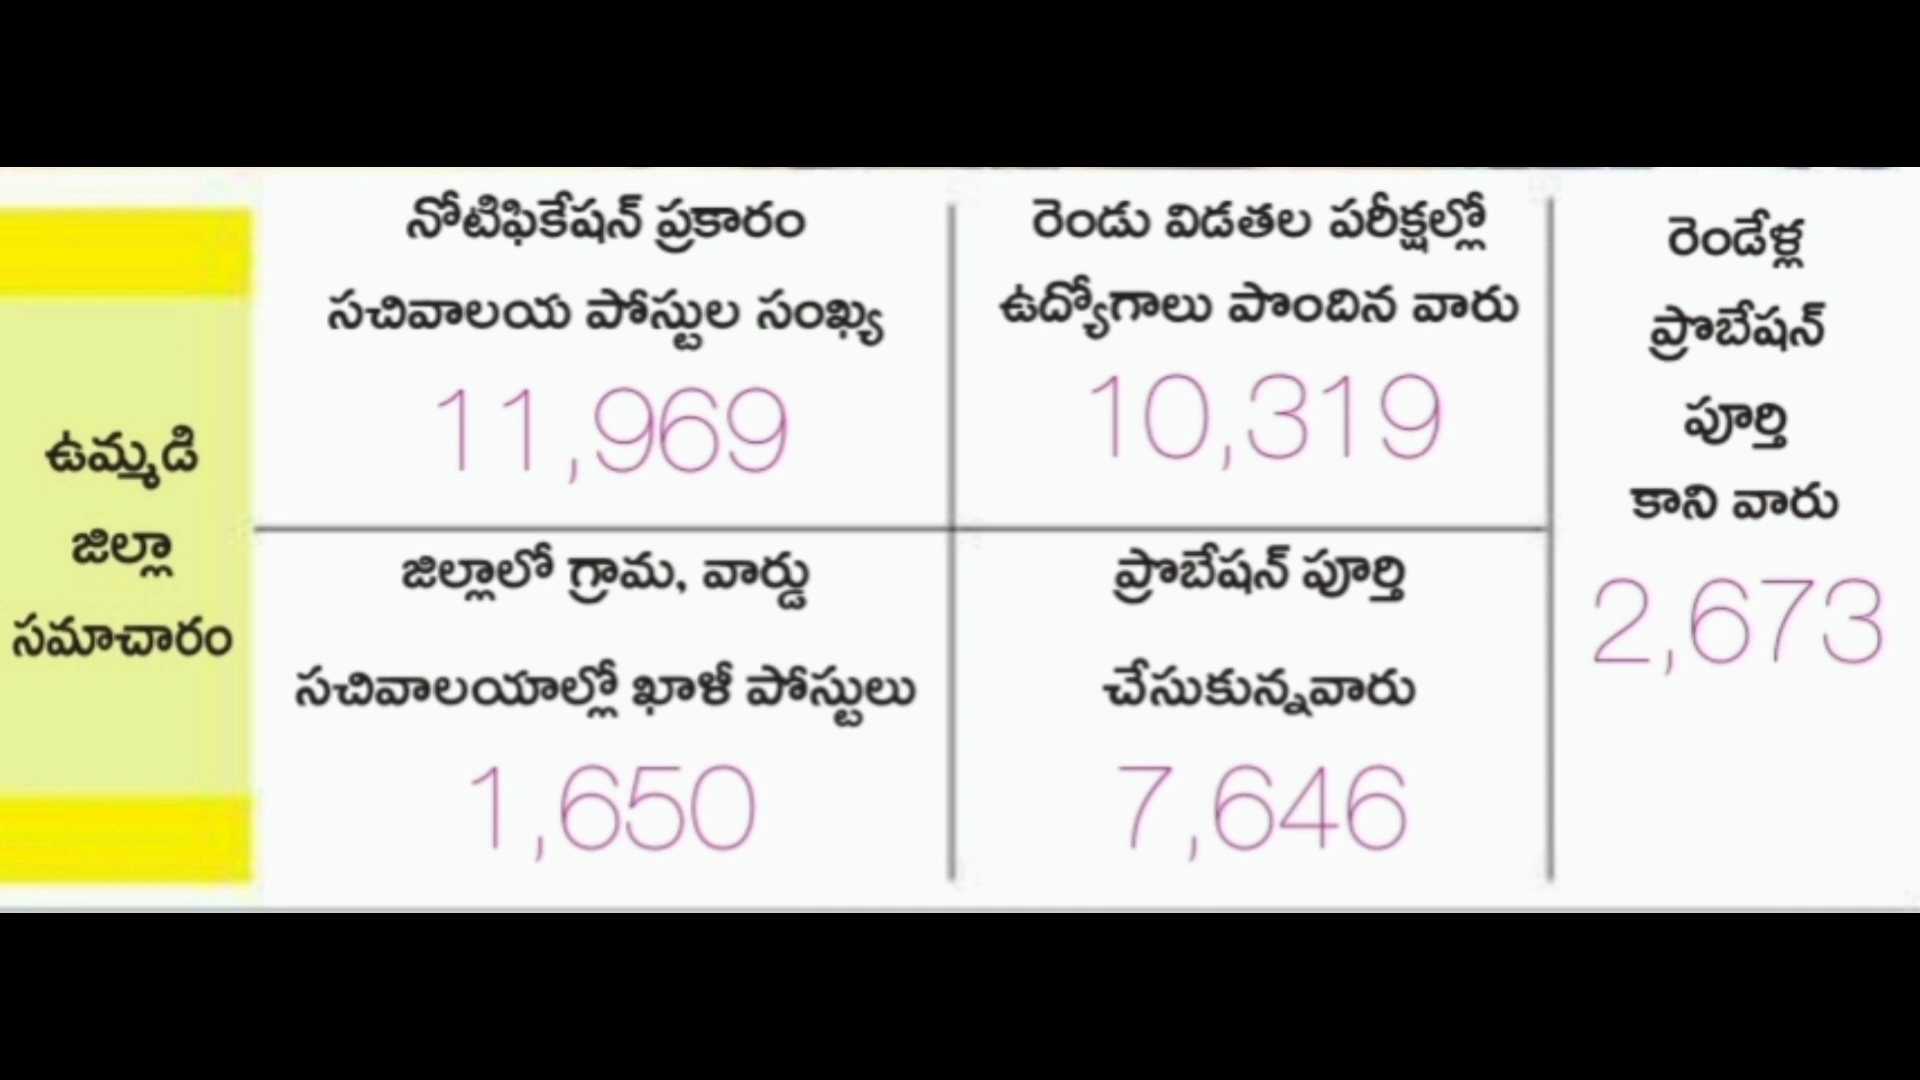 ఉమ్మడి
జిల్లా
సమాచారం
నోటిఫికేషన్ ప్రకారం
సచివాలయ పోస్టుల సంఖ్య
11,969
రెండు విడతల పరీక్షల్లో
ఉద్యోగాలు పొందిన వారు
10,319
జిల్లాలో గ్రామ, వార్డు
సచివాలయాల్లో ఖాళీ పోస్టులు
1,650
ప్రొబేషన్ పూర్తి
చేసుకున్నవారు
7,646
రెండేళ్ల
ప్రొబేషన్
పూర్తి
కాని వారు
2,673